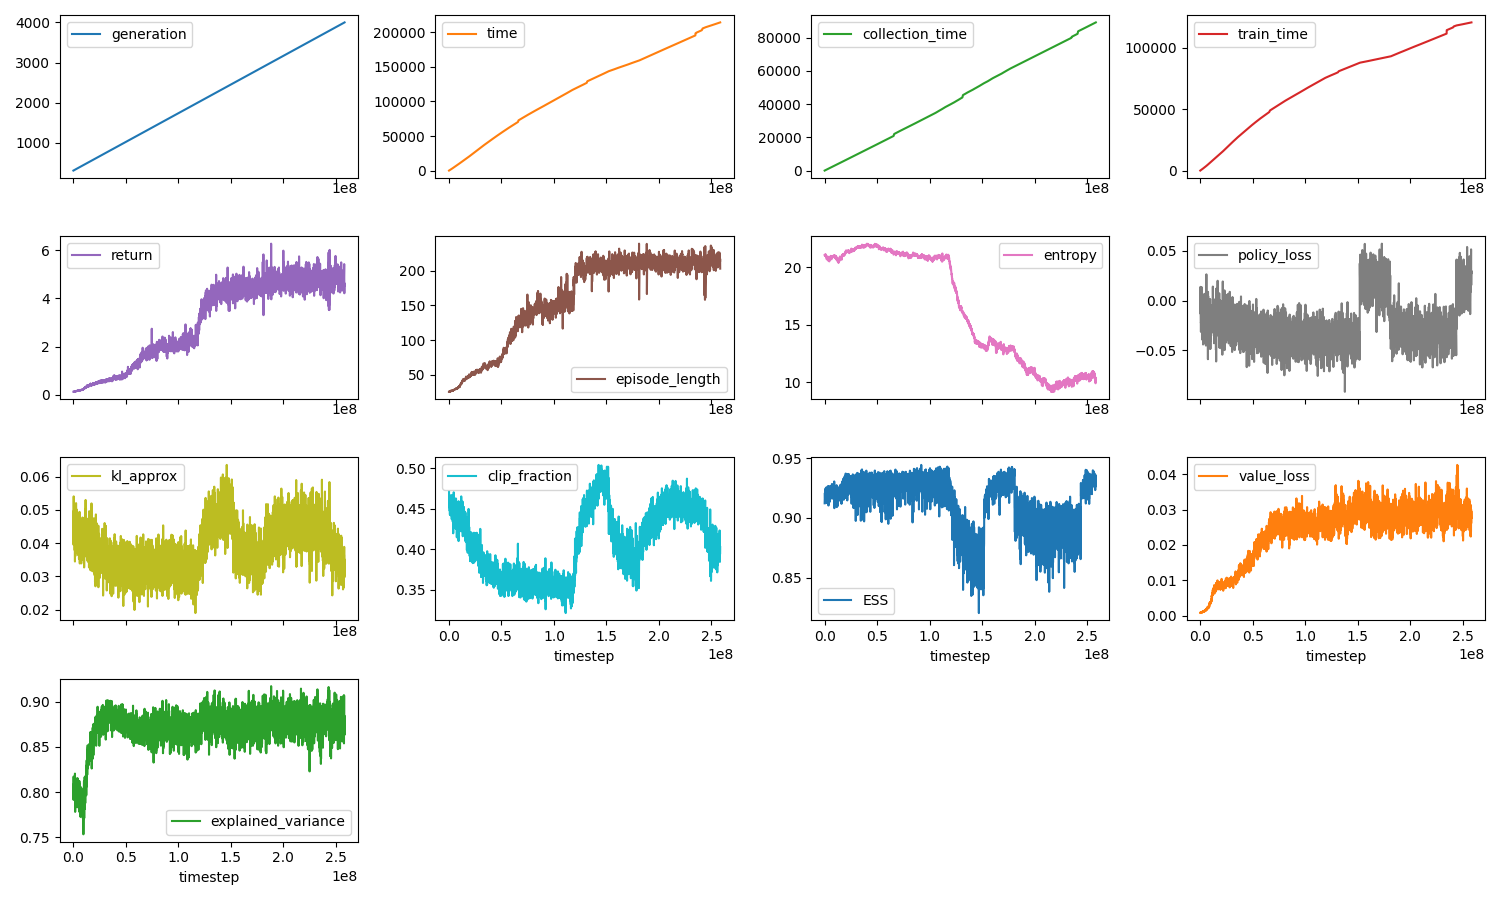 generation
4000
3000
2000
1000
1e8
time
200000
150000
100000
50000
0
1e8
collection_time
80000
60000
40000
20000
0
1e8
train_time
100000
50000
0
1e8
return
6
4
2
0
1e8
episode_length
200
150
100
50
1e8
entropy
20
15
10
1e8
policy_loss
0.05
0.00
−0.05
1e8
kl_approx
0.06
0.05
0.04
0.03
0.02
1e8
clip_fraction
0.50
0.45
0.40
0.35
0.0 0.5 1.0 1.5 2.0 2.5
timestep
1e8
ESS
0.95
0.90
0.85
0.0 0.5 1.0 1.5 2.0 2.5
timestep
1e8
value_loss
0.04
0.03
0.02
0.01
0.00
0.0 0.5 1.0 1.5 2.0 2.5
timestep
1e8
explained_variance
0.90
0.85
0.80
0.75
0.0 0.5 1.0 1.5 2.0 2.5
timestep
1e8